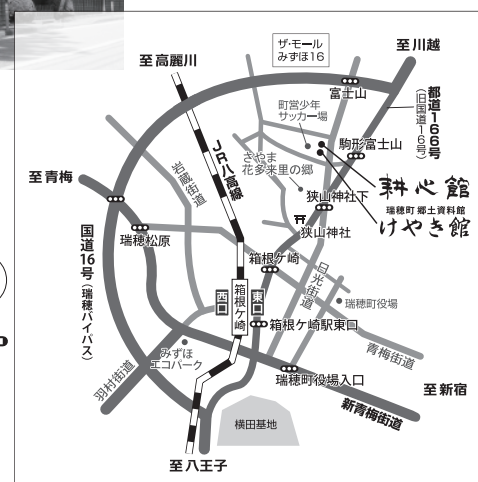 ザ・モール
みずほ16
至川越
至高麗川
富士山
都道166号
(旧国道16号)
町営少年
サッカー場
駒形富士山
JR八高線
さやま
花多来里の郷
岩蔵街道
耕心館
至青梅
狭山神社下
瑞穂町 郷土資料館
けやき館
狭山神社
国道16号(瑞穂バイパス)
瑞穂松原
箱根ケ崎
日光街道
西口
箱根ケ崎
東口
瑞穂町役場
箱根ケ崎駅東口
みずほ
エコパーク
青梅街道
羽村街道
瑞穂町役場入口
至新宿
新青梅街道
横田基地
至八王子